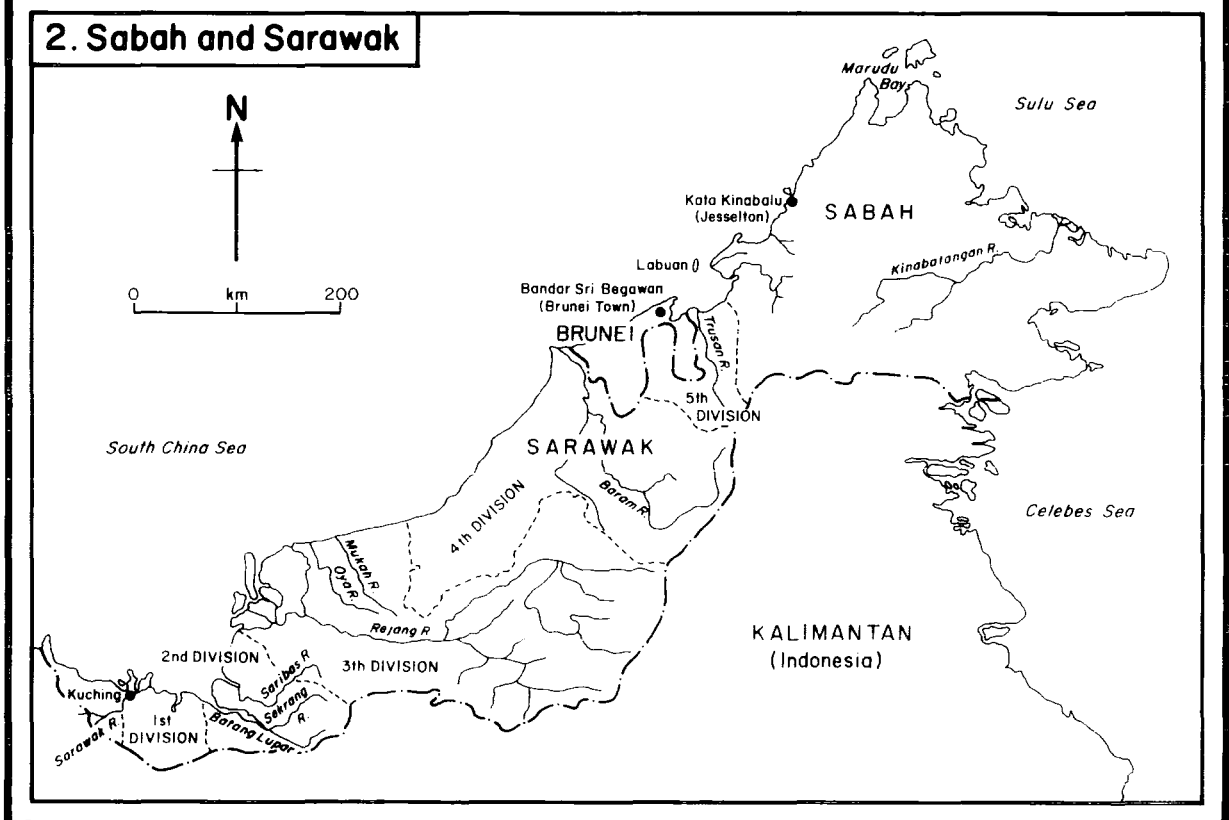 2. Sabah and Sarawak
N
0 km 200
Marudu
Bay
Sulu Sea
Kata Kinabalu
(Jesselton)
SABAH
Kinabatangan R.
Labuan
Bandar Sri Begawan
(Brunei Town)
BRUNEI
Trusan R.
5th
DIVISION
South China Sea
SARAWAK
Baram R.
4th DIVISION
Celebes Sea
Mukah R.
Oya R.
Rejang R
KALIMANTAN
(Indonesia)
2nd DIVISION
3th DIVISION
Saribas R
Kuching
Sekrang
R.
1st
DIVISION
Batang Lupar
Sarawak R.